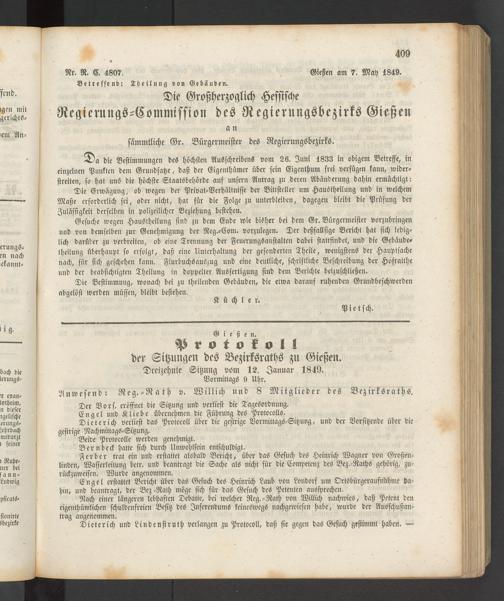 409
Nr. R. C. 4807. Gießen am 7. May 1849.
Betreffend: Theilung von Gebäuden.
Die Großherzoglich Hessische
Regierungs-Commission des Regierungsbezirks Gießen
an
sämmtliche Gr. Bürgermeister des Regierungsbezirks.
Da die Bestimmungen des höchsten Ausschreibens vom 26. Juni 1833 in obigem Betreffe, in
einzelnen Punkten dem Grundsatze, daß der Eigenthümer über sein Eigenthum frei verfügen kann, wider-
streiten, so hat uns die höchste Staatsbehörde auf unsern Antrag zu deren Abänderung dahin ermächtigt:
Die Erwägung, ob wegen der Privat-Verhältnisse der Bittsteller um Haustheilung und in welchem
Maße erforderlich sei, oder nicht, hat für die Folge zu unterbleiben, dagegen bleibt die Prüfung der
Zulässigkeit derselben in polizeilicher Beziehung bestehen.
Gesuche wegen Haustheilung sind zu dem Ende wie bisher bei dem Gr. Bürgermeister vorzubringen
und von demselben zur Genehmigung der Reg.-Com. vorzulegen. Der desfallsige Bericht hat sich ledig-
lich darüber zu verbreiten, ob eine Trennung der Feuerungsanstalten dabei stattfindet, und die Gebäude-
theilung überhaupt so erfolgt, daß eine Unterhaltung der gesonderten Theile, wenigstens der Hauptsache
nach, für sich geschehen kann. Flurbuchsauszug und eine deutliche, schriftliche Beschreibung der Hofraithe
und der beabsichtigten Theilung in doppelter Ausfertigung sind dem Berichte beizuschließen.
Die Bestimmung, wonach bei zu theilenden Gebäuden, die etwa darauf ruhenden Grundbeschwerden
abgelöst werden müssen, bleibt bestehen.
Küchler.
Pietsch.
Gießen.
Protokoll
der Sitzungen des Bezirksraths zu Gießen.
Dreizehnte Sitzung vom 12. Januar 1849.
Vormittags 9 Uhr.
Anwesend: Reg.-Rath v. Willich und 8 Mitglieder des Bezirksraths.
Der Vors. eröffnet die Sitzung und verliest die Tagesordnung.
Engel und Kliebe übernehmen die Führung des Protocolls.
Dieterich verliest das Protocoll über die gestrige Vormittags-Sitzung, und der Vorsitzende über die
gestrige Nachmittags-Sitzung.
Beide Protocolle werden genehmigt.
Bernbeck hatte sich durch Unwohlsein entschuldigt.
Ferber trat ein und erstattet alsbald Bericht, über das Gesuch des Heinrich Wagner von Großen-
linden, Wasserleitung betr. und beantragt die Sache als nicht für die Competenz des Bez.-Raths gehörig, zu-
rückzuweisen. Wurde angenommen.
Engel erstattet Bericht über das Gesuch des Heinrich Laub von Londorf um Ortsbürgeraufnahme da-
hin, und beantragt, der Bez.-Rath möge sich für das Gesuch des Petenten aussprechen.
Nach einer längeren lebhaften Debatte, bei welcher Reg.-Rath von Willich nachwies, daß Petent den
eigenthümlichen schuldenfreien Besitz des Inferendums keineswegs nachgewiesen habe, wurde der Ausschußan-
trag angenommen.
Dieterich und Lindenstruth verlangen zu Protocoll, daß sie gegen das Gesuch gestimmt haben. —